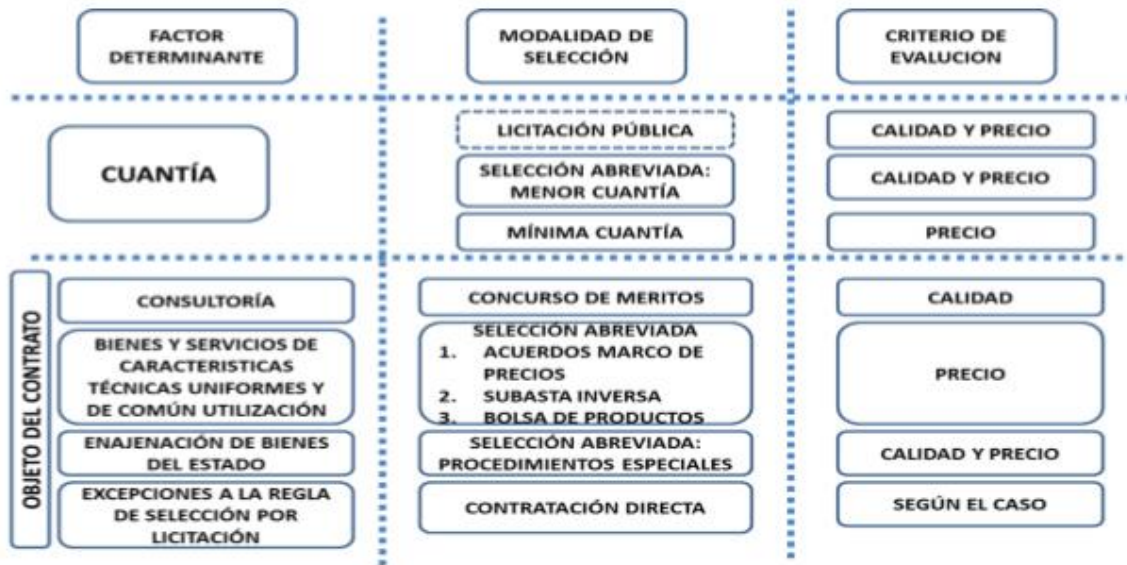 FACTOR
DETERMINANTE
MODALIDAD DE
SELECCIÓN
CRITERIO DE
EVALUCION
CUANTÍA
LICITACIÓN PÚBLICA
CALIDAD Y PRECIO
SELECCIÓN ABREVIADA:
MENOR CUANTÍA
CALIDAD Y PRECIO
MÍNIMA CUANTÍA
PRECIO
OBJETO DEL CONTRATO
CONSULTORÍA
CONCURSO DE MERITOS
CALIDAD
BIENES Y SERVICIOS DE
CARACTERISTICAS
TÉCNICAS UNIFORMES Y
DE COMÚN UTILIZACIÓN
SELECCIÓN ABREVIADA
1. ACUERDOS MARCO DE
PRECIOS
2. SUBASTA INVERSA
3. BOLSA DE PRODUCTOS
PRECIO
ENAJENACIÓN DE BIENES
DEL ESTADO
SELECCIÓN ABREVIADA:
PROCEDIMIENTOS ESPECIALES
CALIDAD Y PRECIO
EXCEPCIONES A LA REGLA
DE SELECCIÓN POR
LICITACIÓN
CONTRATACIÓN DIRECTA
SEGÚN EL CASO